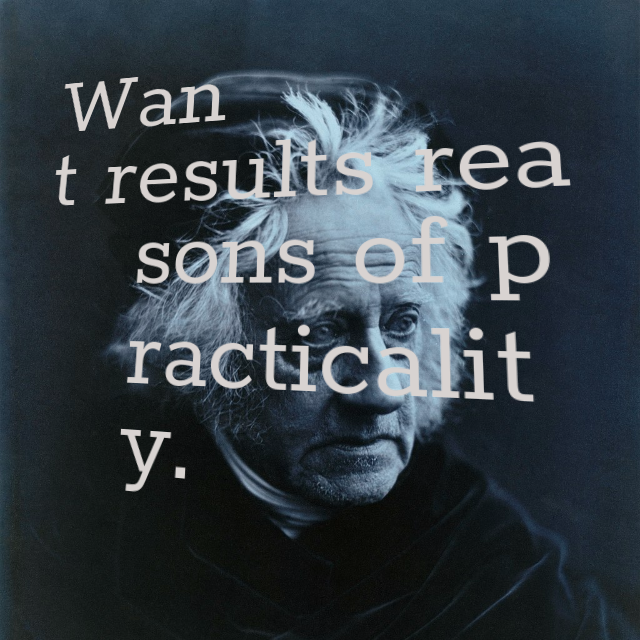 Wan
t results rea
sons of p
racticalit
y.